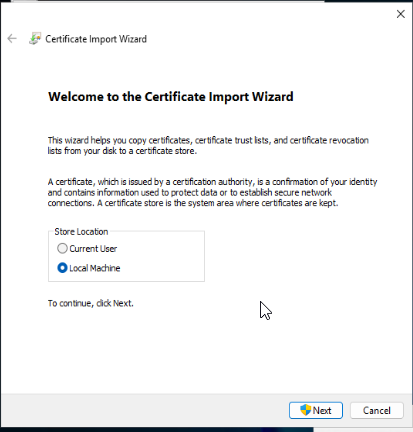 Certificate Import Wizard
Welcome to the Certificate Import Wizard
This wizard helps you copy certificates, certificate trust lists, and certificate revocation
lists from your disk to a certificate store.
A certificate, which is issued by a certification authority, is a confirmation of your identity
and contains information used to protect data or to establish secure network
connections. A certificate store is the system area where certificates are kept.
Store Location
Current User
Local Machine
To continue, click Next.
Next
Cancel